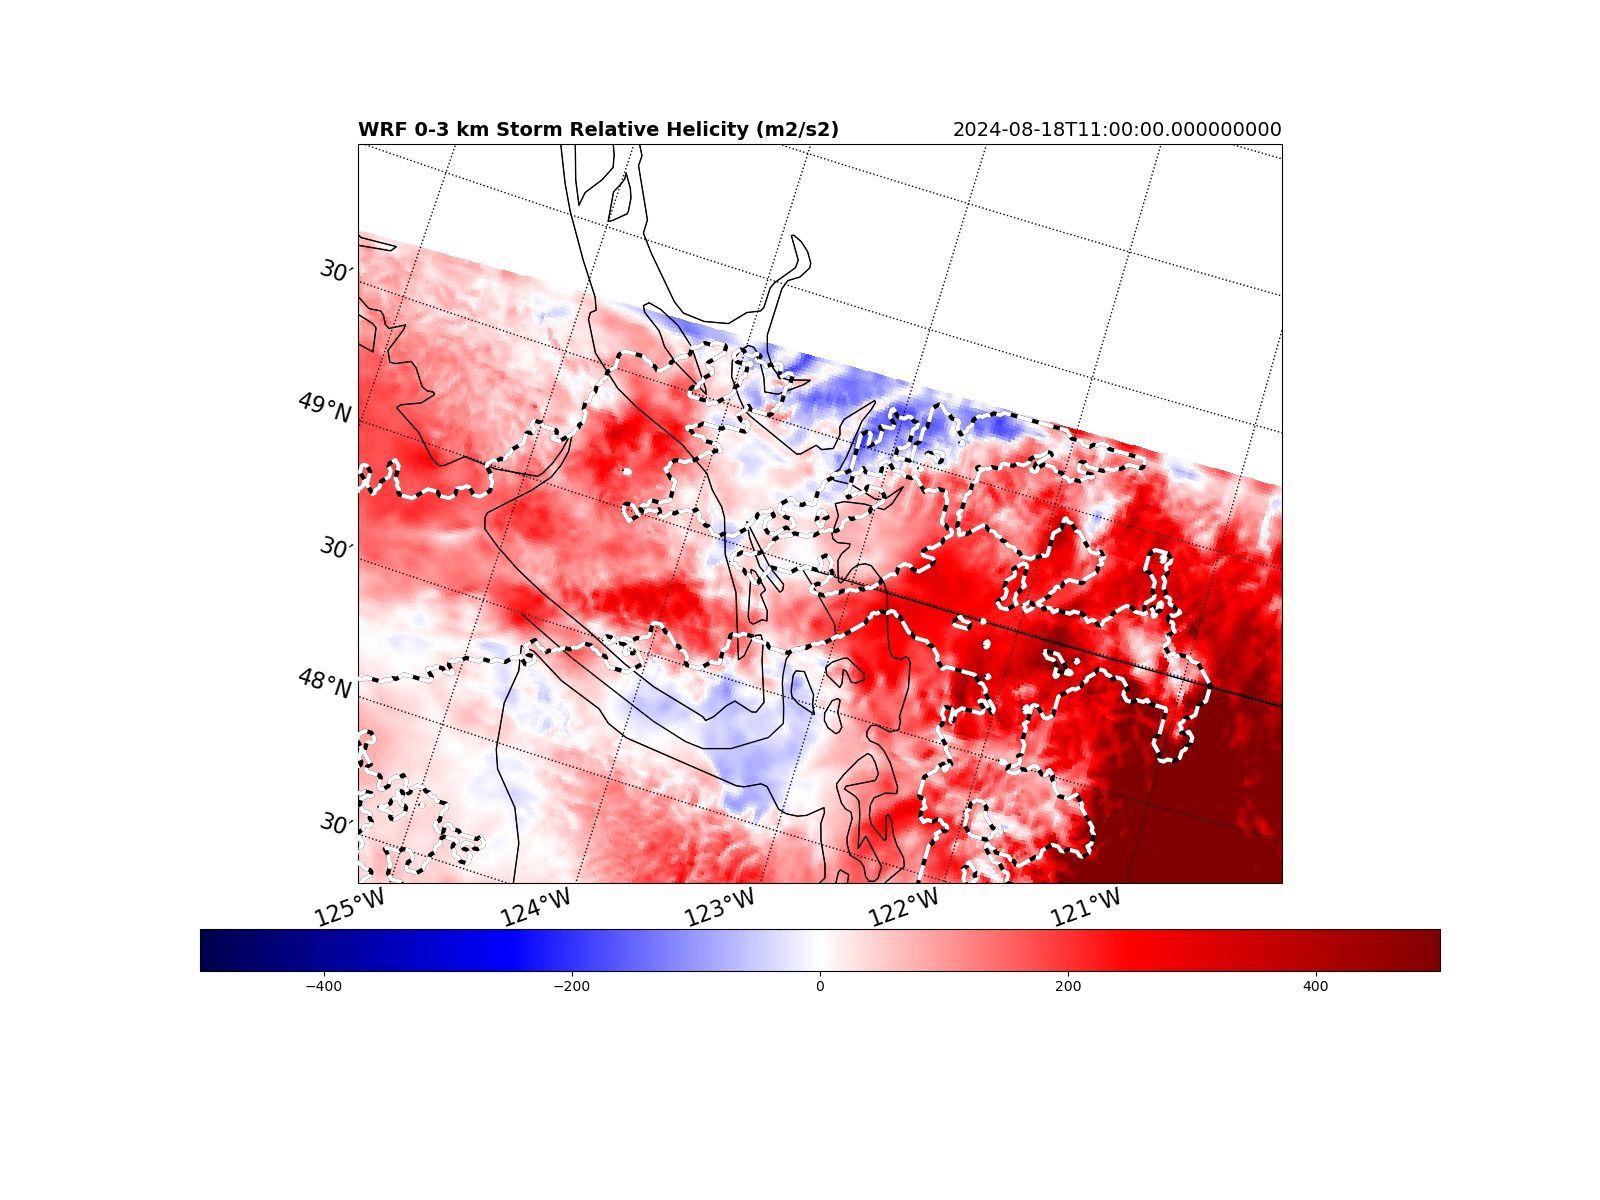 WRF 0-3 km Storm Relative Helicity (m2/s2) 2024-08-18T11:00:00.000000000
30′
49°N
30′
48°N
30′
125°W 124°W 123°W 122°W 121°W
−400 −200 0 200 400